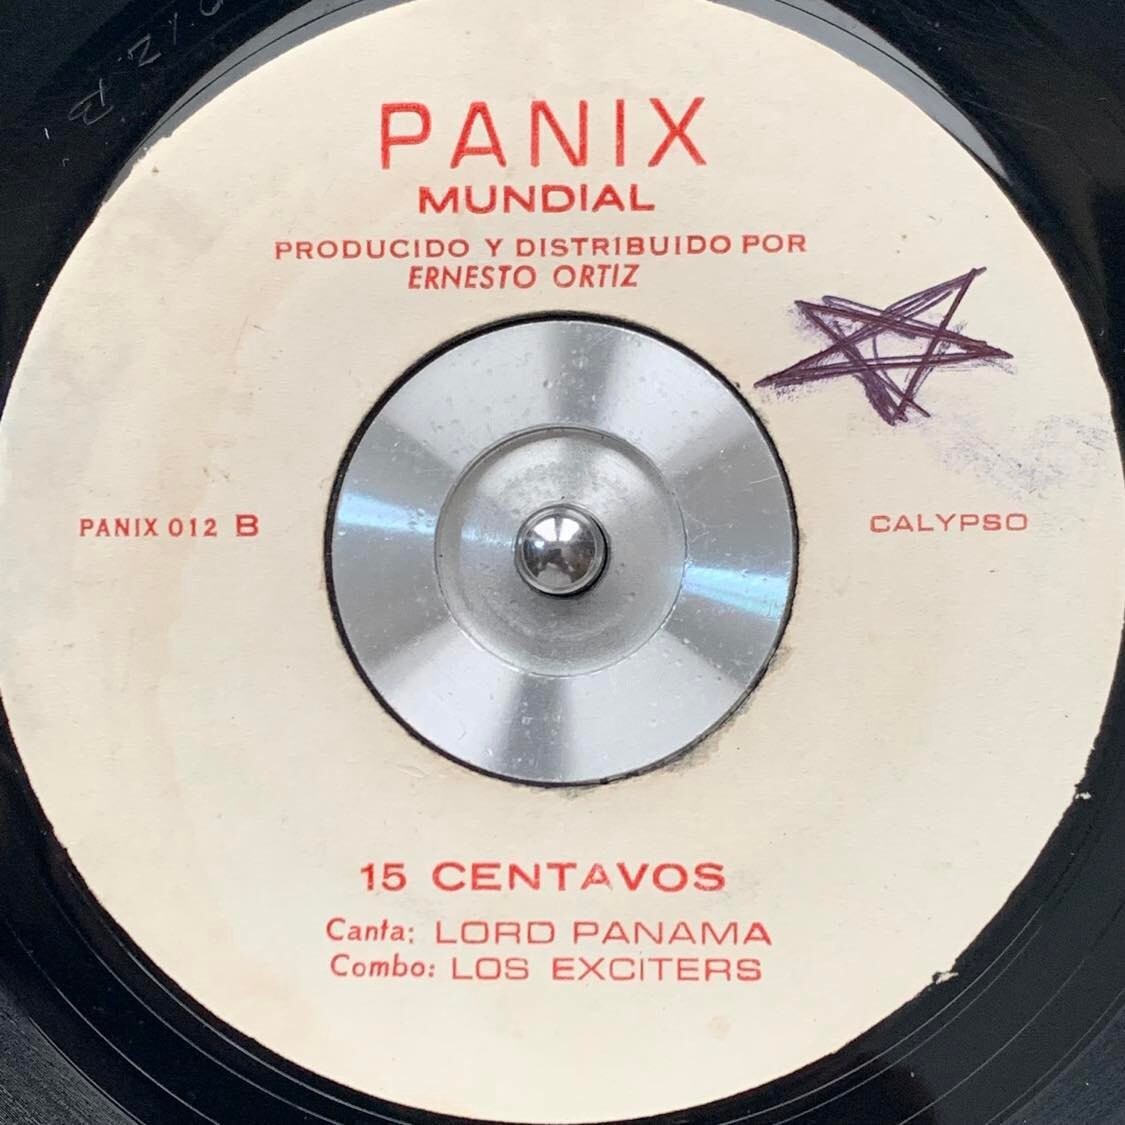 PANIX
MUNDIAL
PRODUCIDO Y DISTRIBUIDO POR
ERNESTO ORTIZ
PANIX 012 B
CALYPSO
15 CENTAVOS
Canta: LORD PANAMA
Combo: LOS EXCITERS